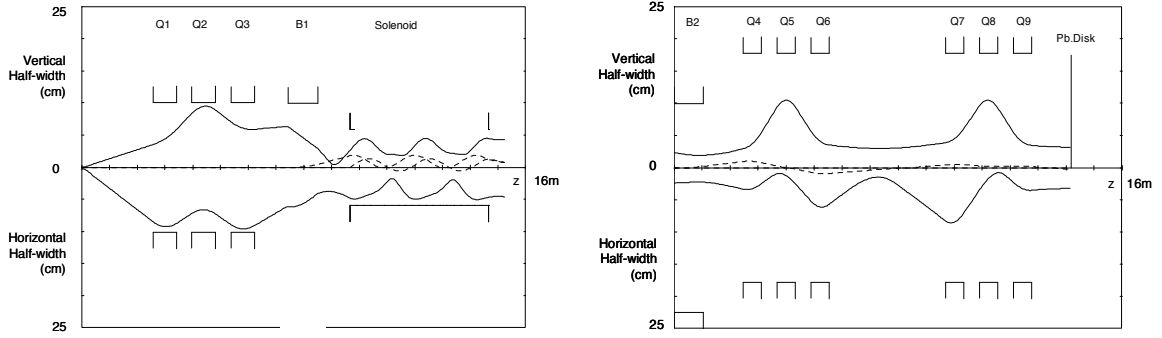 25
Q1 Q2 Q3 B1 Solenoid
Vertical
Half-width
(cm)
0
z 16m
Horizontal
Half-width
(cm)
25
25
B2 Q4 Q5 Q6 Q7 Q8 Q9
Pb.Disk
Vertical
Half-width
(cm)
0
z 16m
Horizontal
Half-width
(cm)
25